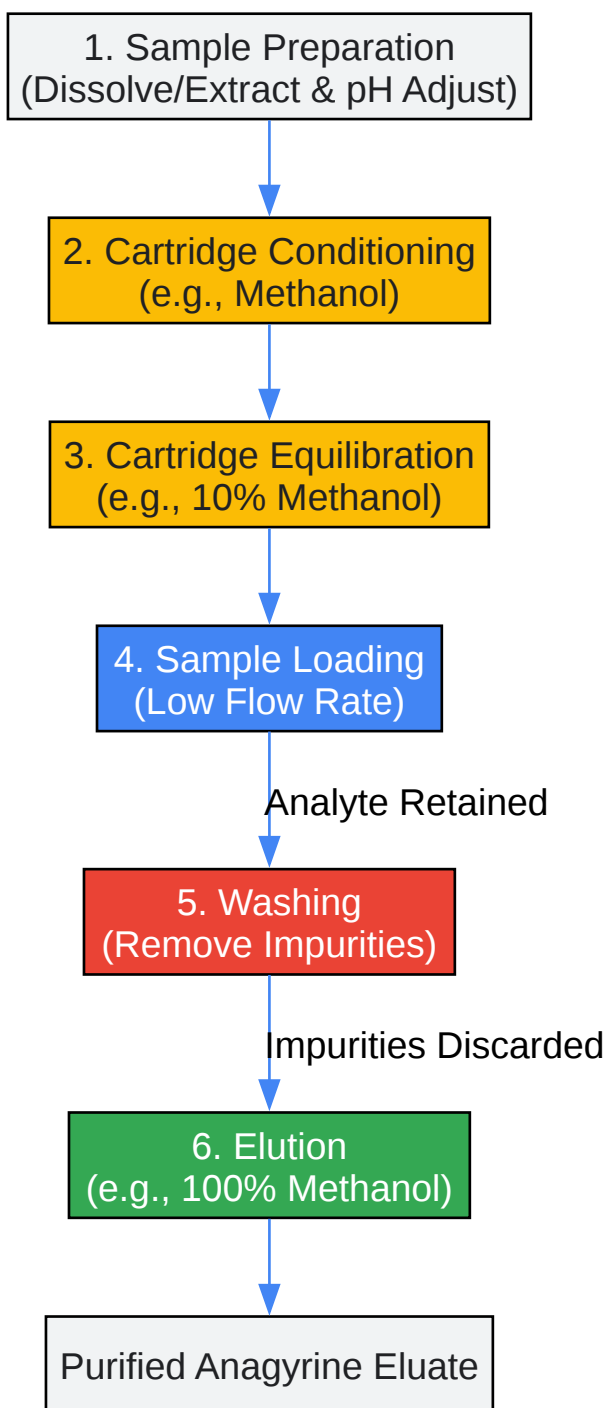 1. Sample Preparation
(Dissolve/Extract & pH Adjust)
2. Cartridge Conditioning
(e.g., Methanol)
3. Cartridge Equilibration
(e.g., 10% Methanol)
4. Sample Loading
(Low Flow Rate)
Analyte Retained
5. Washing
(Remove Impurities)
Impurities Discarded
6. Elution
(e.g., 100% Methanol)
Purified Anagyrine Eluate